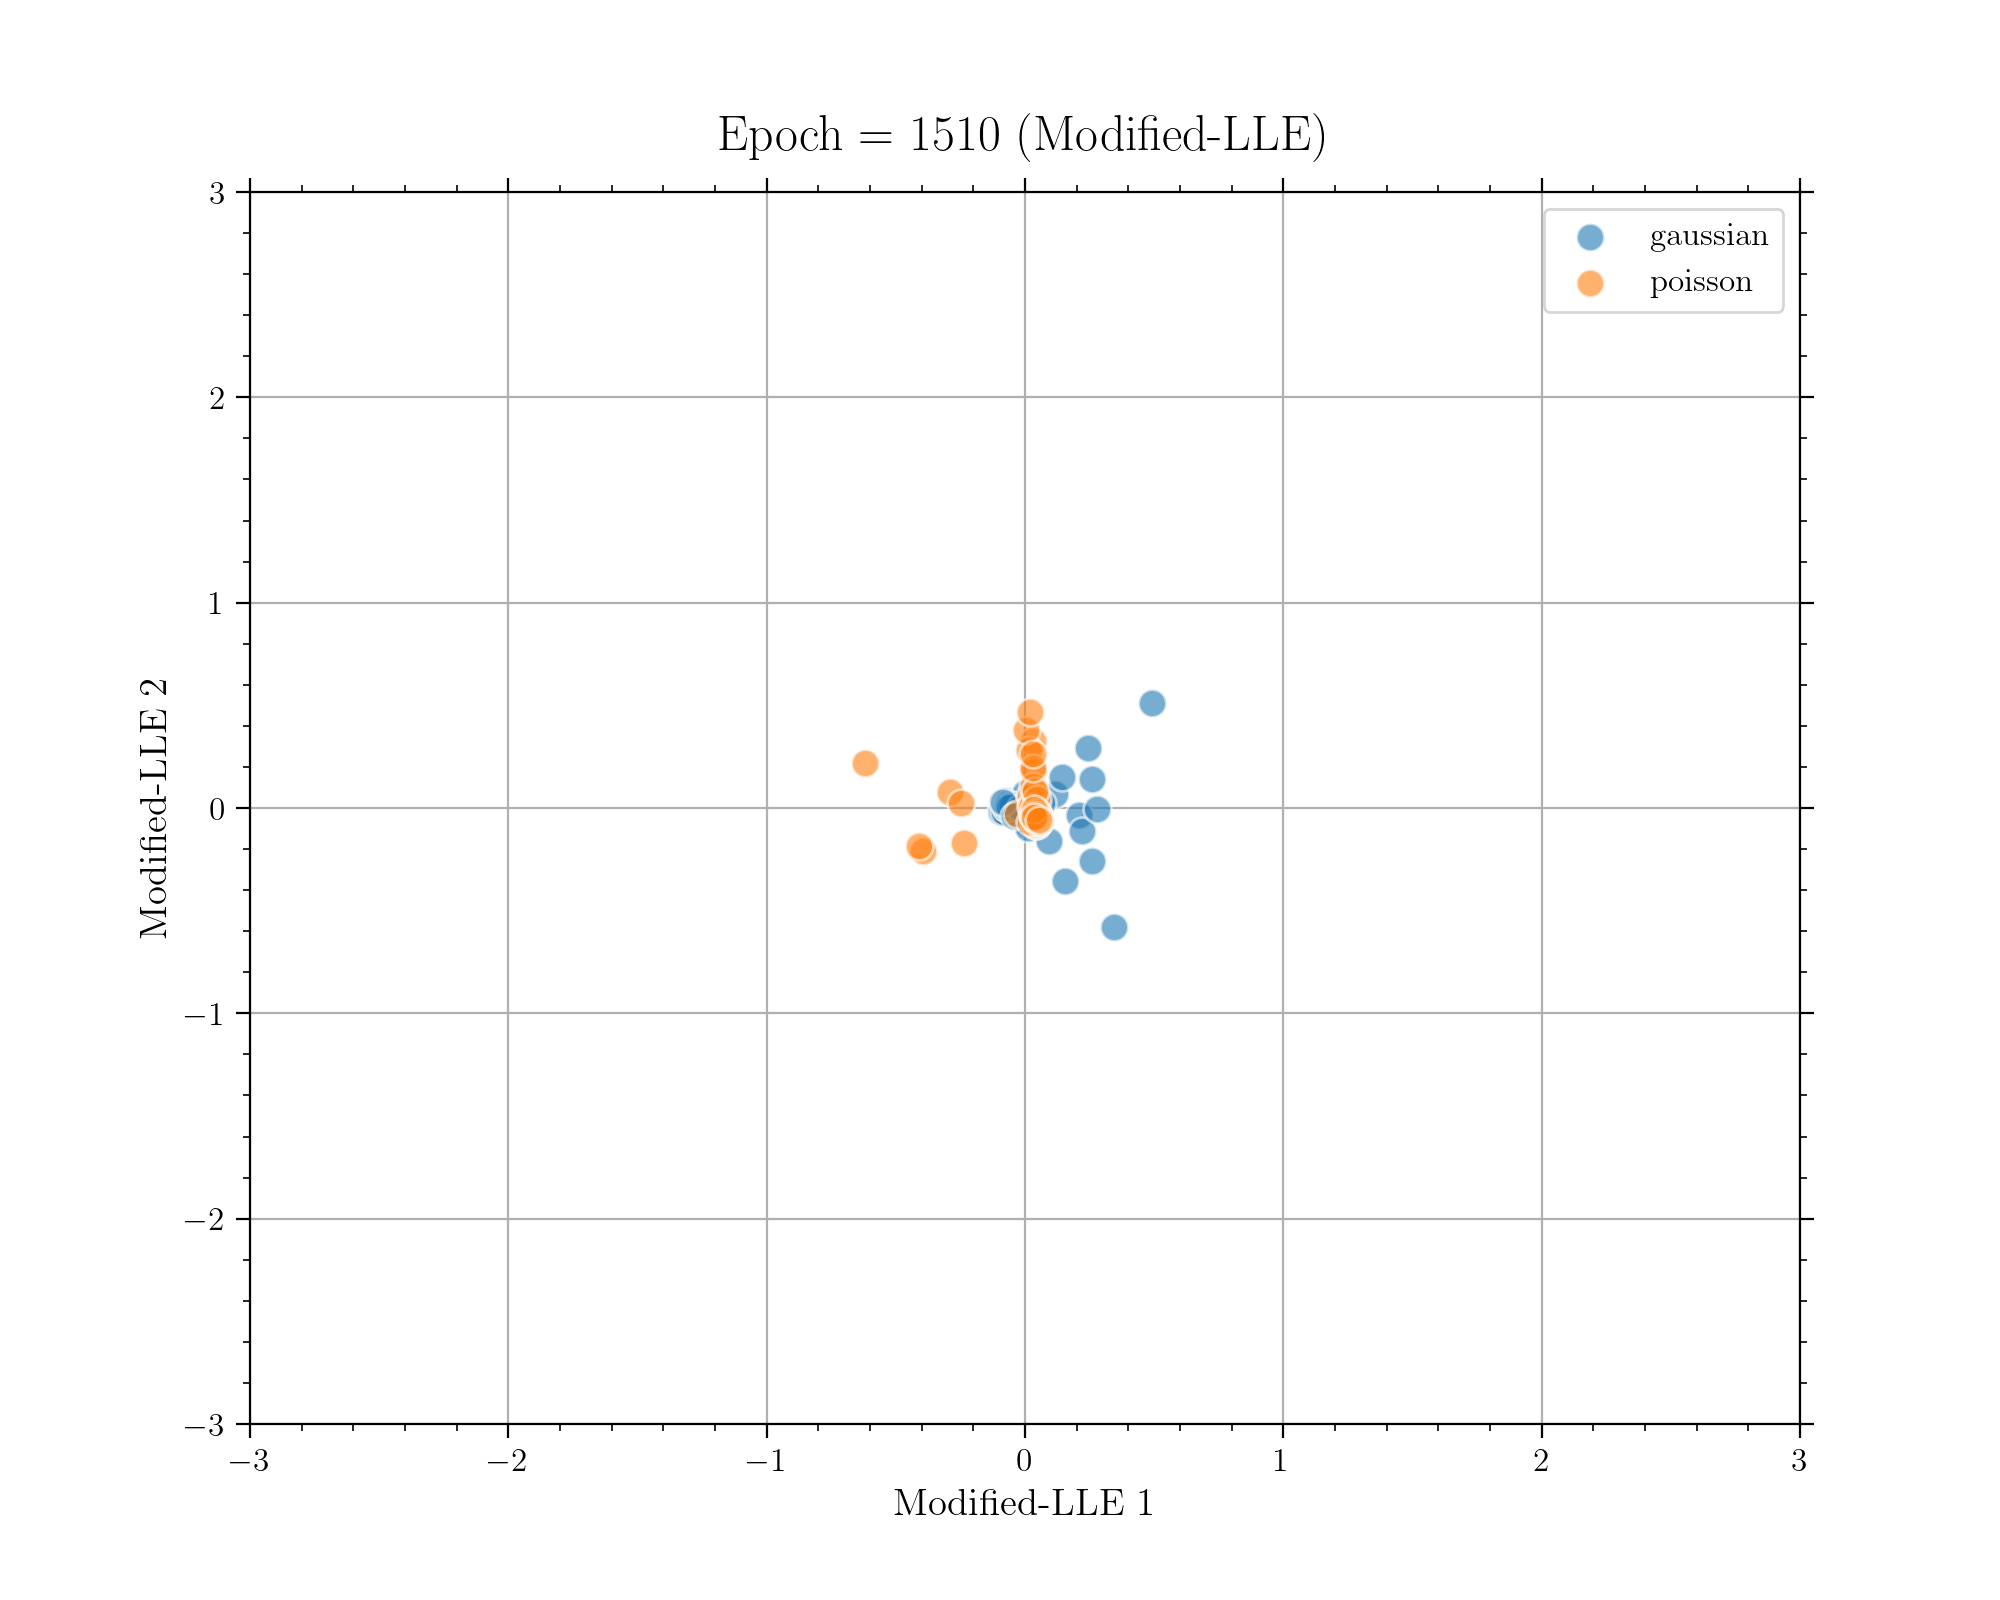 Epoch = 1510 (Modified-LLE)
gaussian
poisson
3
2
1
0
−1
−2
−3
Modified-LLE 2
−3 −2 −1 0 1 2 3
Modified-LLE 1